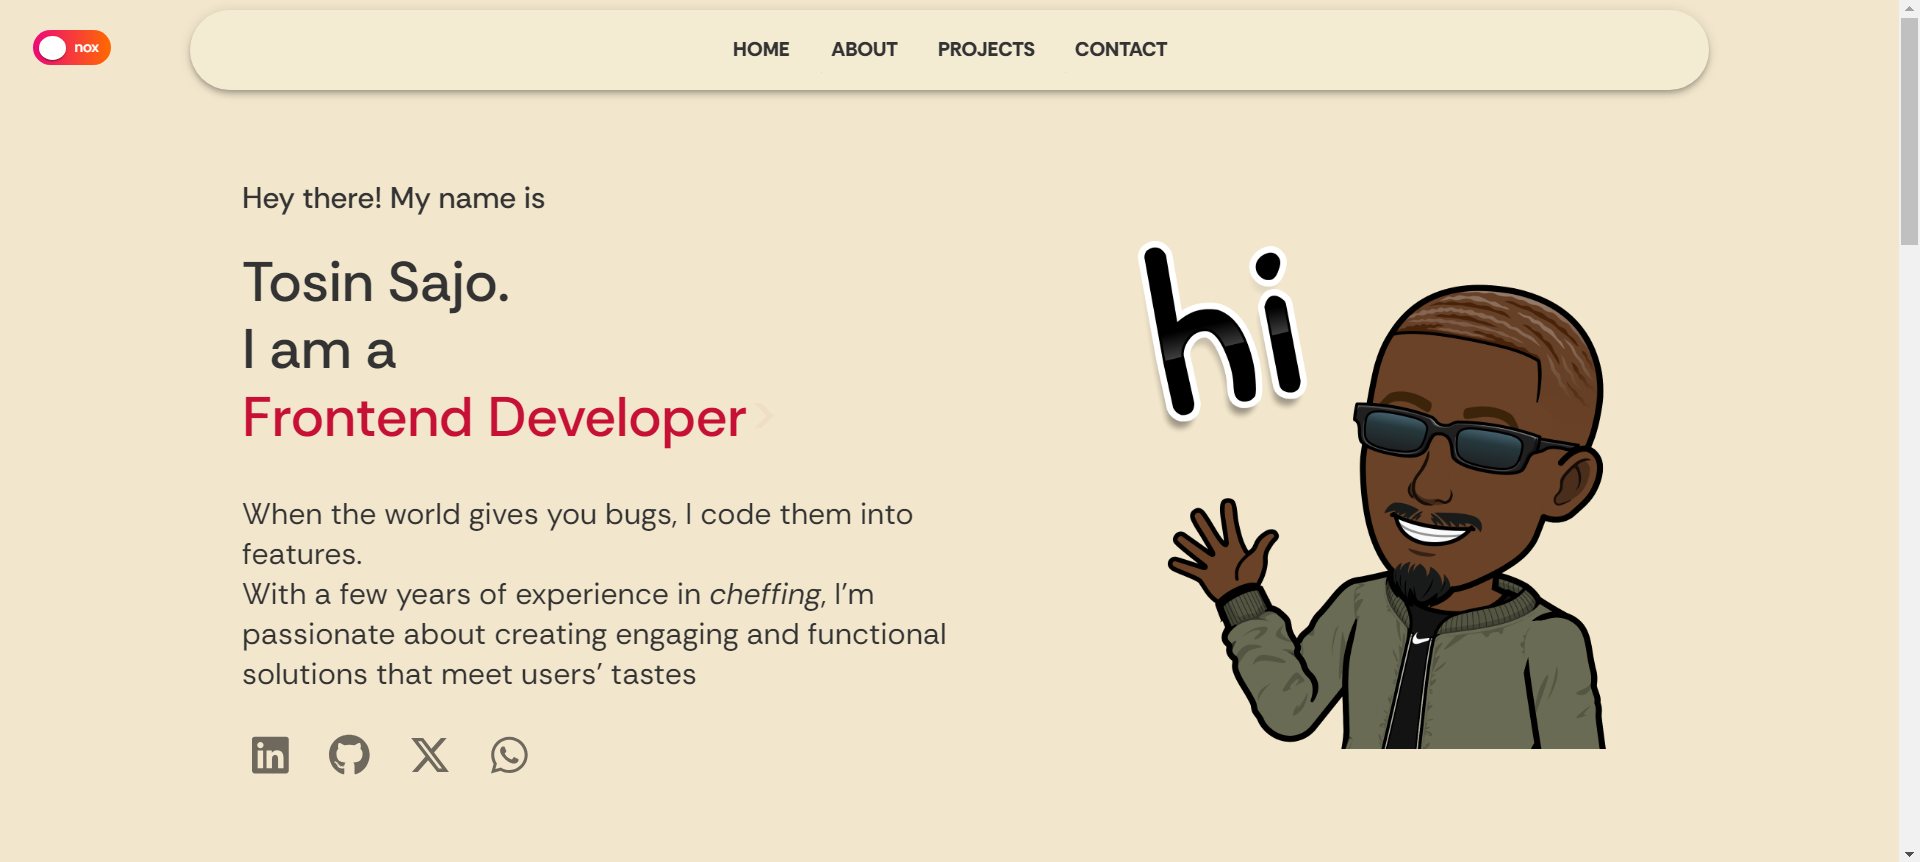 nox
HOME ABOUT PROJECTS CONTACT
Hey there! My name is
Tosin Sajo.
I am a
Frontend Developer>
hi
When the world gives you bugs, I code them into
features.
With a few years of experience in cheffing, I’m
passionate about creating engaging and functional
solutions that meet users’ tastes
in